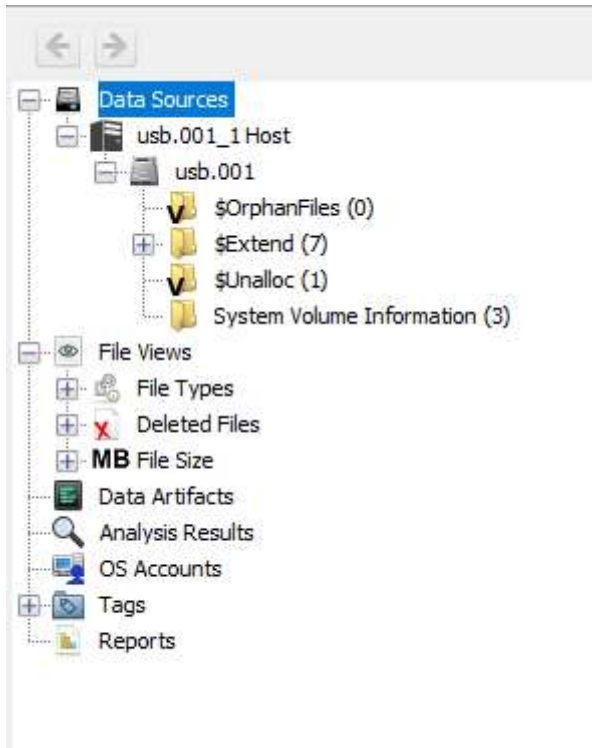 Data Sources
usb.001_1 Host
usb.001
$OrphanFiles (0)
$Extend (7)
$Unalloc (1)
System Volume Information (3)
File Views
File Types
Deleted Files
MB File Size
Data Artifacts
Analysis Results
OS Accounts
Tags
Reports